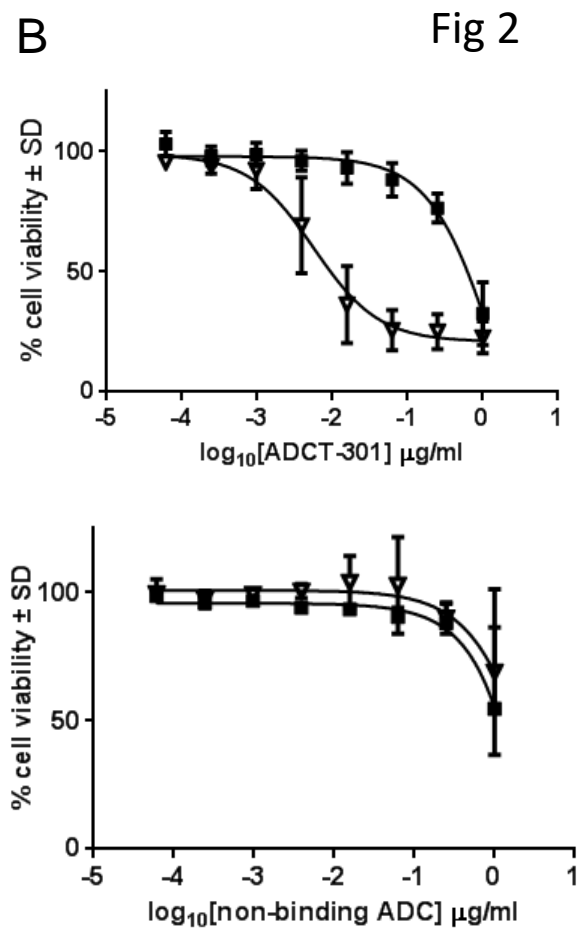 B
Fig 2
% cell viability ± SD
100
50
0
-5 -4 -3 -2 -1 0 1
log10[ADCT-301] μg/ml
% cell viability ± SD
100
50
0
-5 -4 -3 -2 -1 0 1
log10[non-binding ADC] μg/ml